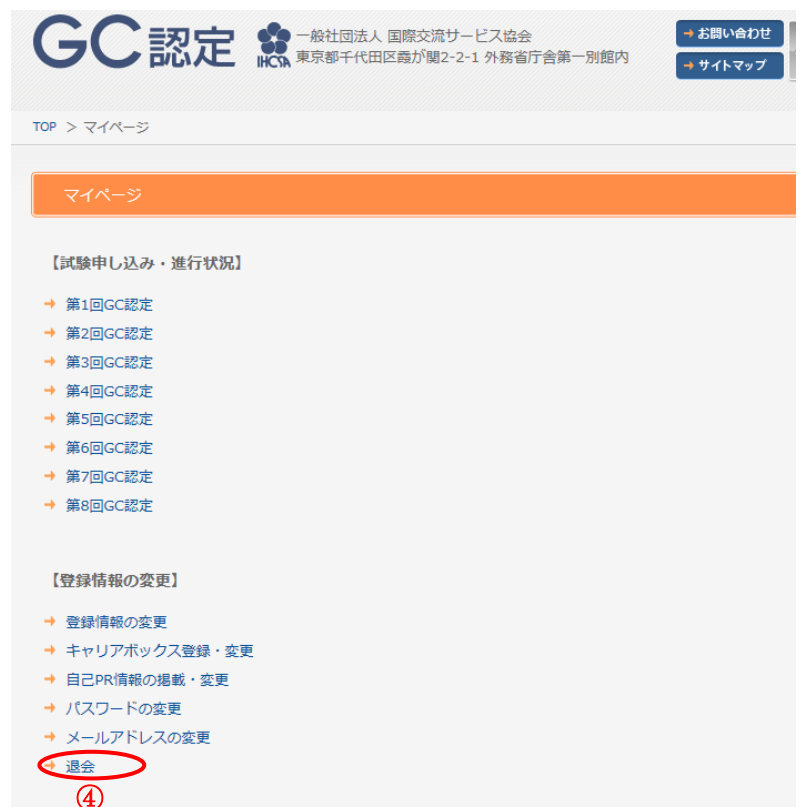 GC認定
IHCSA
一般社団法人 国際交流サービス協会
東京都千代田区霞が関2-2-1 外務省庁舎第一別館内
お問い合わせ
サイトマップ
TOP > マイページ
マイページ
【試験申し込み・進行状況】
第1回GC認定
第2回GC認定
第3回GC認定
第4回GC認定
第5回GC認定
第6回GC認定
第7回GC認定
第8回GC認定
【登録情報の変更】
登録情報の変更
キャリアボックス登録・変更
自己PR情報の掲載・変更
パスワードの変更
メールアドレスの変更
退会
④